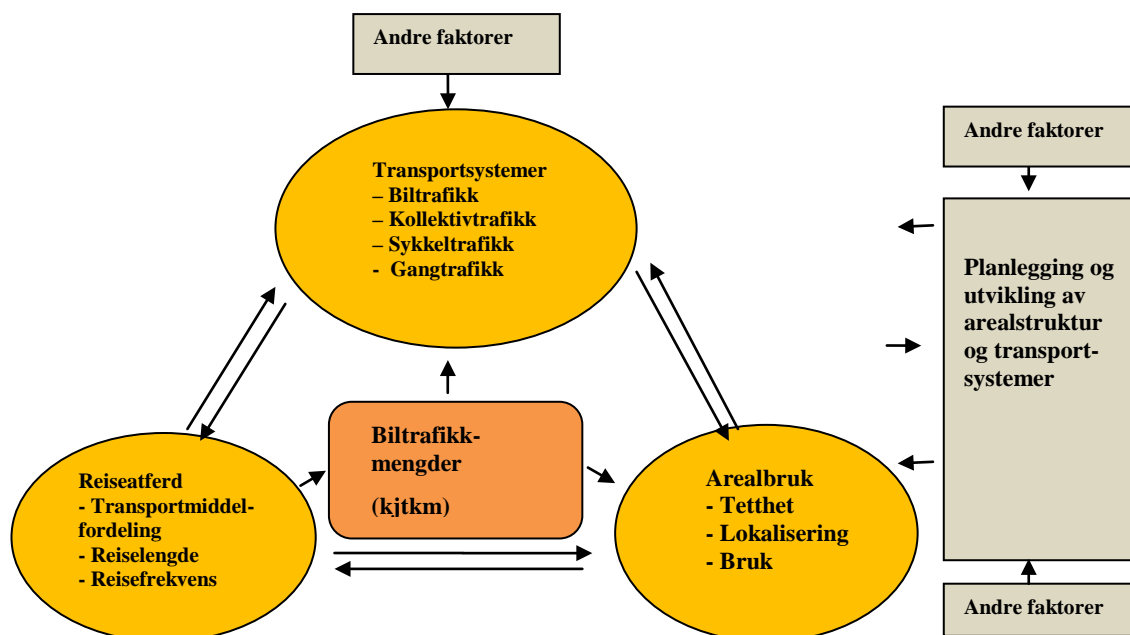 Andre faktorer
Transportsystemer
– Biltrafikk
– Kollektivtrafikk
– Sykkeltrafikk
- Gangtrafikk
Andre faktorer
Planlegging og
utvikling av
arealstruktur
og transport-
systemer
Biltrafikk-
mengder
(kjtkm)
Reiseatferd
- Transportmiddel-
fordeling
- Reiselengde
- Reisefrekvens
Arealbruk
- Tetthet
- Lokalisering
- Bruk
Andre faktorer